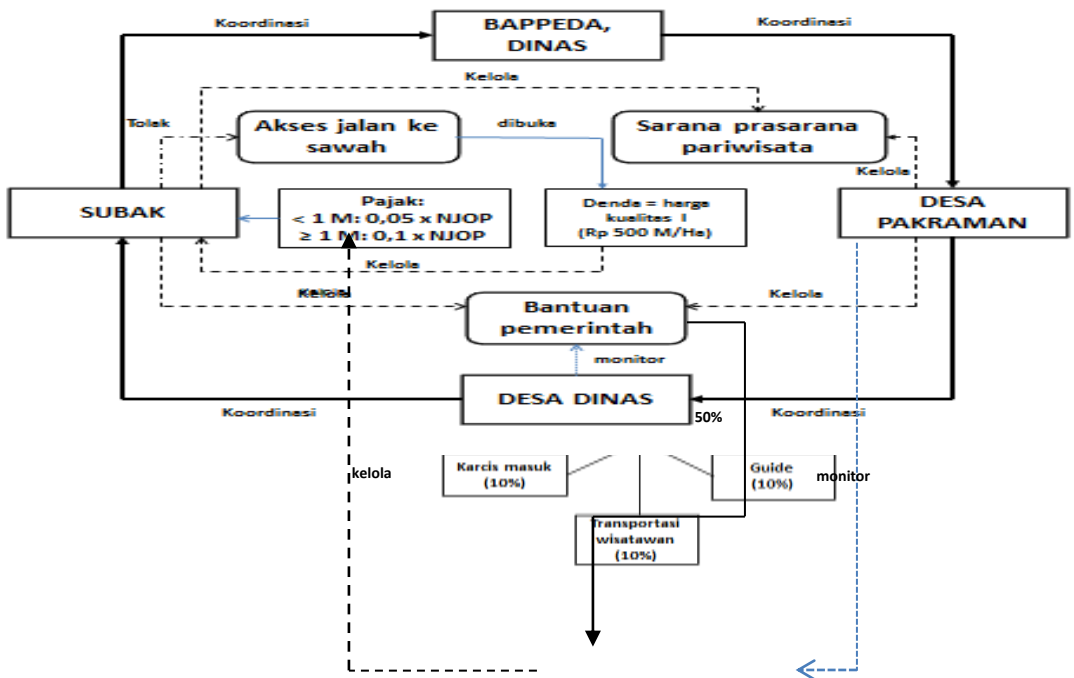 Koordinasi
BAPPEDA,
DINAS
Koordinasi
Kelola
Tolak
Akses jalan ke
sawah
dibuka
Sarana prasarana
pariwisata
Kelola
SUBAK
Pajak:
< 1 M: 0,05 x NJOP
≥ 1 M: 0,1 x NJOP
Denda = harga
kualitas I
(Rp 500 M/Ha)
DESA
PAKRAMAN
Kelola
Kelola
Bantuan
pemerintah
Kelola
monitor
DESA DINAS
50%
Koordinasi
Koordinasi
kelola
Karcis masuk
(10%)
Guide
(10%)
monitor
Transportasi
wisatawan
(10%)